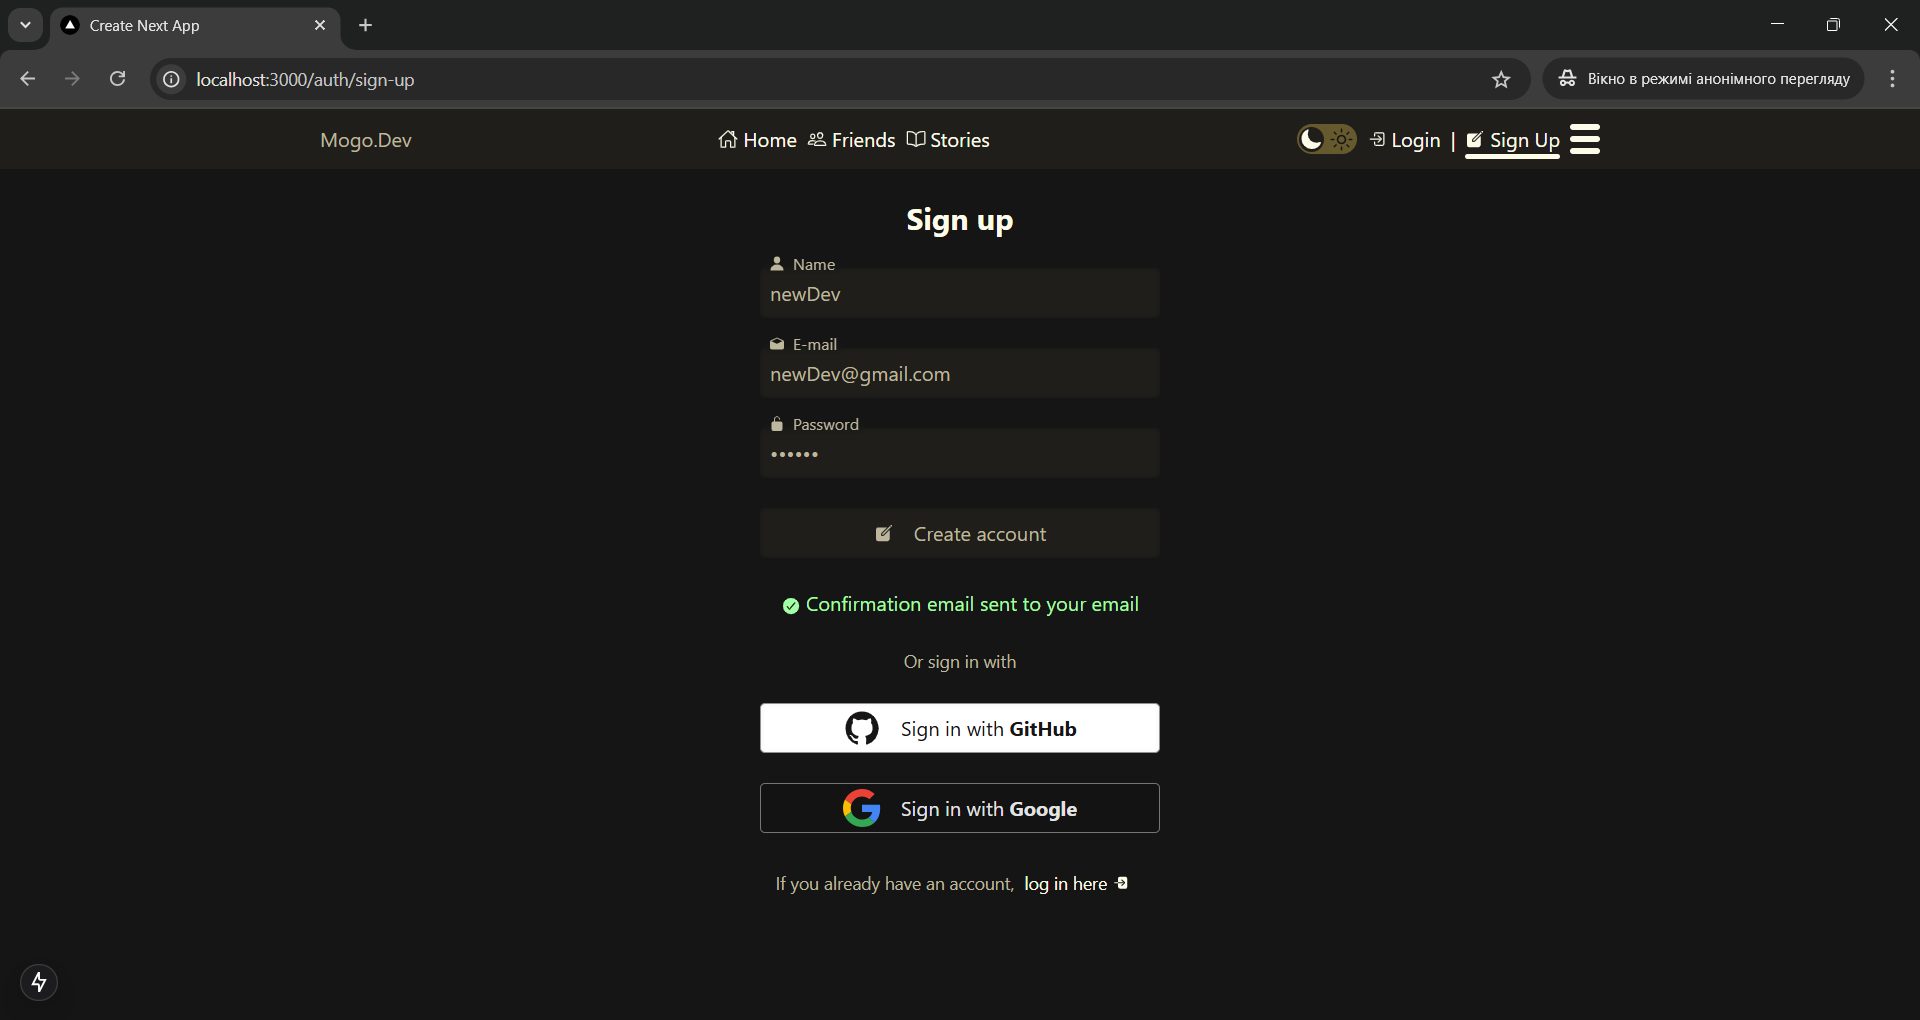 Create Next App
localhost:3000/auth/sign-up
Вікно в режимі анонімного перегляду
Mogo.Dev
Home Friends Stories
Login | Sign Up
Sign up
Name
newDev
E-mail
newDev@gmail.com
Password
••••••
Create account
Confirmation email sent to your email
Or sign in with
Sign in with GitHub
Sign in with Google
If you already have an account, log in here